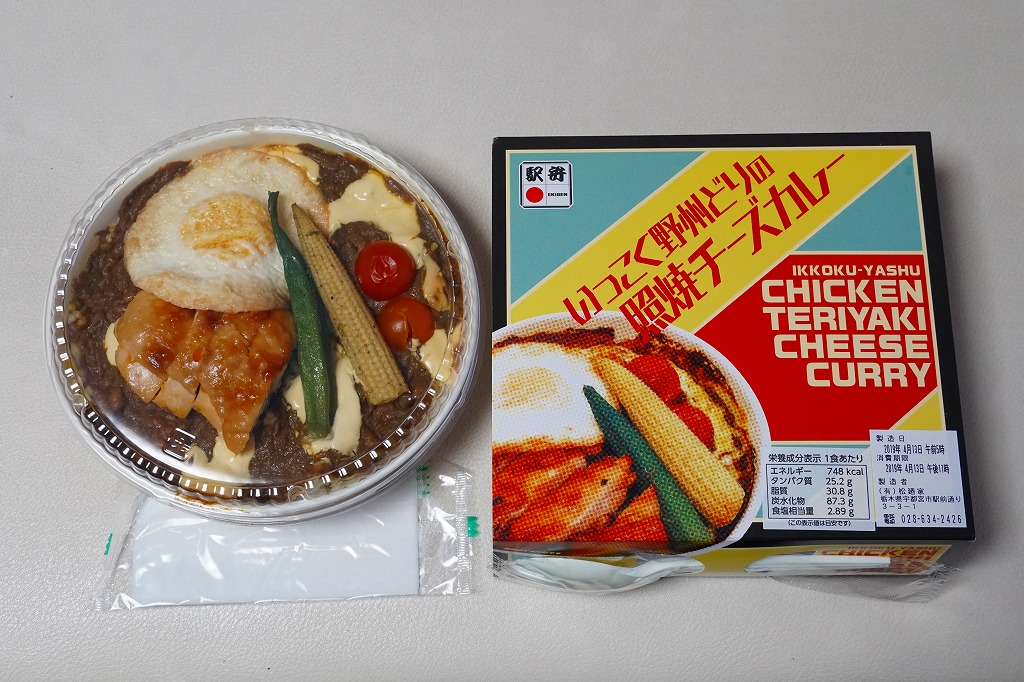 駅弁
EKIBEN
いっこく野州どりの
照焼チーズカレー
IKKOKU-YASHU
CHICKEN
TERIYAKI
CHEESE
CURRY
栄養成分表示 1食あたり
エネルギー 748 kcal
タンパク質 25.2 g
脂質 30.8 g
炭水化物 87.3 g
食塩相当量 2.89 g
(この表示値は目安です)
製造日
2019年 4月13日 午前5時
消費期限
2019年 4月13日 午後11時
製造者
(有)松廼家
栃木県宇都宮市駅前通り
3-3-1
電話 028-634-2426
CHICKEN